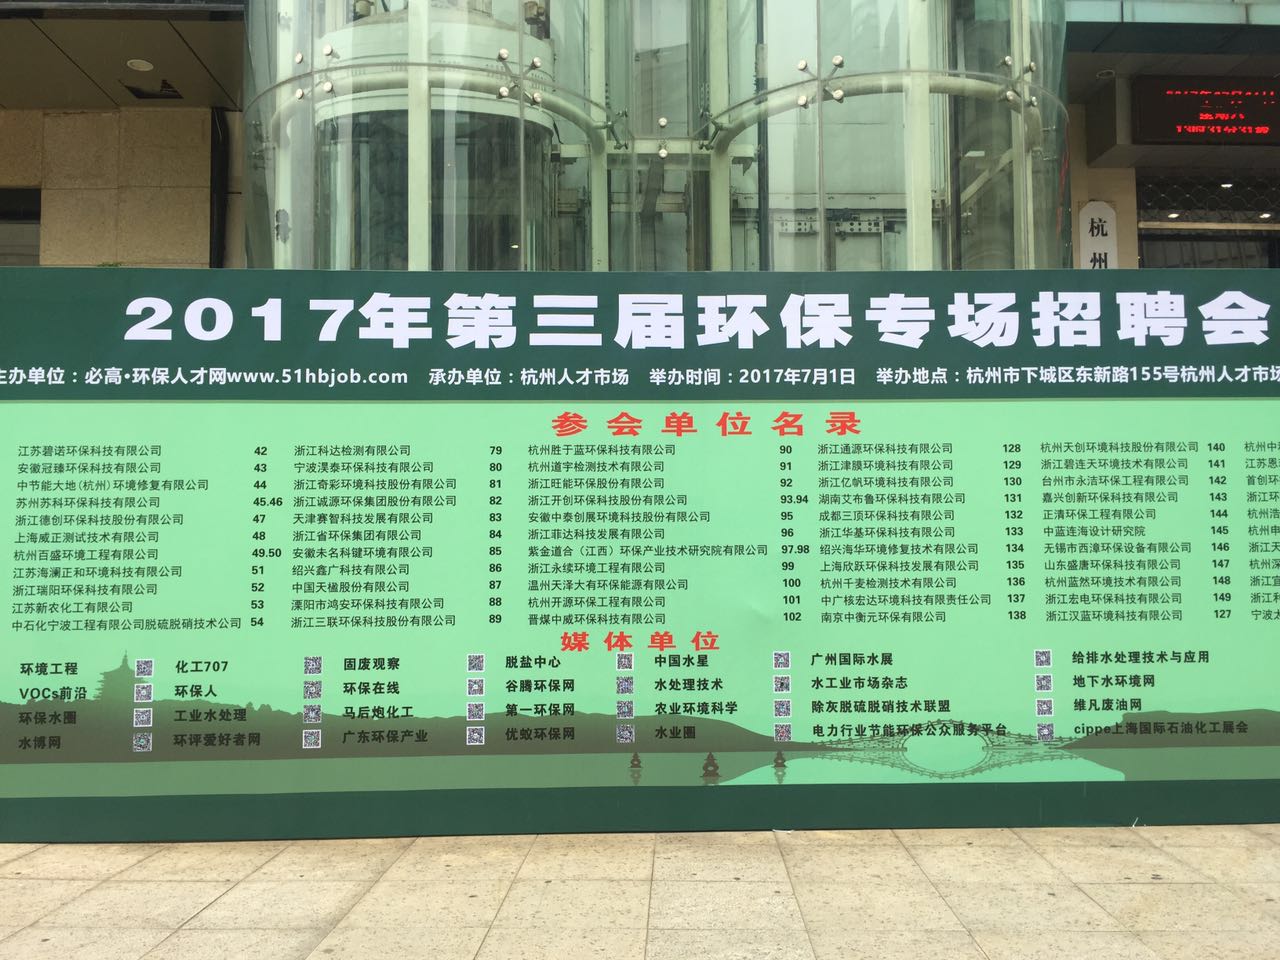 2017年第三届环保专场招聘会
主办单位：必高·环保人才网www.51hbjob.com 承办单位：杭州人才市场 举办时间：2017年7月1日 举办地点：杭州市下城区东新路155号杭州人才市场
参会单位名录
江苏碧诺环保科技有限公司 42 浙江科达检测有限公司 79 杭州胜于蓝环保科技有限公司 90 浙江通源环保科技有限公司 128 杭州天创环境科技股份有限公司 140 杭州中
安徽冠臻环保科技有限公司 43 宁波淏泰环保科技有限公司 80 杭州道宇检测技术有限公司 91 浙江津膜环境科技有限公司 129 浙江碧连天环境技术有限公司 141 江苏恩
中节能大地(杭州)环境修复有限公司 44 浙江奇彩环境科技股份有限公司 81 浙江旺能环保股份有限公司 92 浙江亿帆环境科技有限公司 130 台州市永洁环保工程有限公司 142 首创环
苏州苏科环保科技有限公司 45.46 浙江诚源环保集团股份有限公司 82 浙江开创环保科技股份有限公司 93.94 湖南艾布鲁环保科技有限公司 131 嘉兴创新环保科技有限公司 143 浙江环
浙江德创环保科技股份有限公司 47 天津赛智科技发展有限公司 83 安徽中泰创展环境科技股份有限公司 95 成都三顶环保科技有限公司 132 正清环保工程有限公司 144 杭州浩
上海威正测试技术有限公司 48 浙江省环保集团有限公司 84 浙江菲达科技发展有限公司 96 浙江华基环保科技有限公司 133 中蓝连海设计研究院 145 杭州申
杭州百盛环境工程有限公司 49.50 安徽未名科键环境有限公司 85 紫金道合（江西）环保产业技术研究院有限公司 97.98 绍兴海华环境修复技术有限公司 134 无锡市西漳环保设备有限公司 146 浙江天
江苏海澜正和环境科技有限公司 51 绍兴鑫广科技有限公司 86 浙江永续环境工程有限公司 99 上海欣跃环保科技发展有限公司 135 山东盛唐环保科技有限公司 147 杭州深
浙江瑞阳环保科技有限公司 52 中国天楹股份有限公司 87 温州天泽大有环保能源有限公司 100 杭州千麦检测技术有限公司 136 杭州蓝然环境技术有限公司 148 浙江宜
江苏新农化工有限公司 53 溧阳市鸿安环保科技有限公司 88 杭州开源环保工程有限公司 101 中广核宏达环境科技有限责任公司 137 浙江宏电环保科技有限公司 149 浙江
中石化宁波工程有限公司脱硫脱硝技术公司 54 浙江三联环保科技股份有限公司 89 晋煤中威环保科技有限公司 102 南京中衡元环保有限公司 138 浙江汉蓝环境科技有限公司 127 宁波太
媒体单位
环境工程 化工707 固废观察 脱盐中心 中国水星 广州国际水展 给排水处理技术与应用
VOCs前沿 环保人 环保在线 谷腾环保网 水处理技术 水工业市场杂志 地下水环境网
环保水圈 工业水处理 马后炮化工 第一环保网 农业环境科学 除灰脱硫脱硝技术联盟 维凡废油网
水博网 环评爱好者网 广东环保产业 优蚁环保网 水业圈 电力行业节能环保公众服务平台 cippe上海国际石油化工展会
杭州
星期六